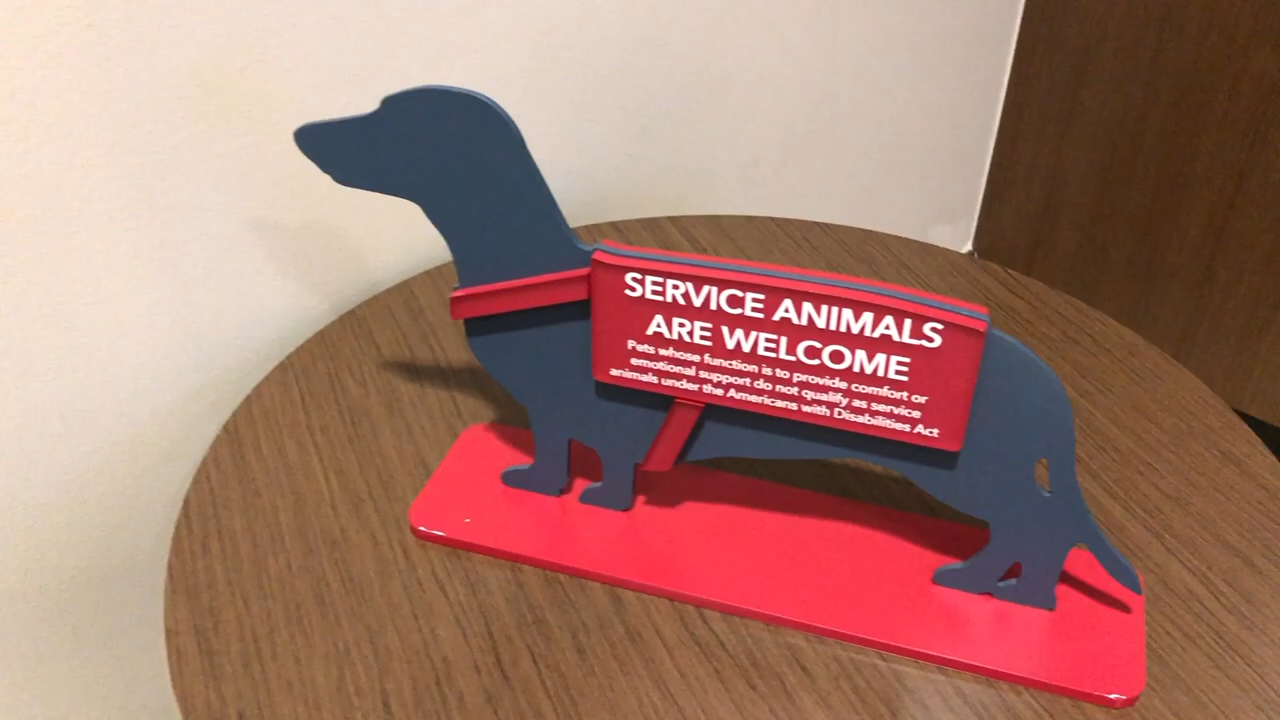 SERVICE ANIMALS
ARE WELCOME
Pets whose function is to provide comfort or
emotional support do not qualify as service
animals under the Americans with Disabilities Act